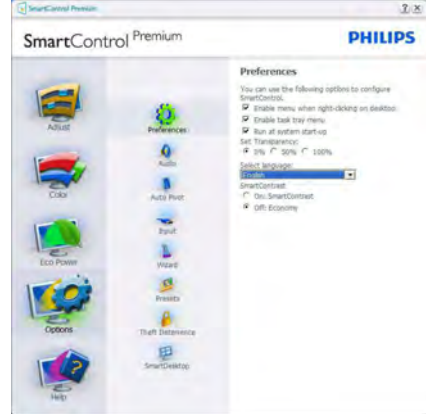 SmartControl Premium
SmartControl Premium
PHILIPS
Adjust
Color
Eco Power
Options
Help
Preferences
Audio
Auto Pivot
Input
Wizard
Presets
Theft Deterrence
SmartDesktop
Preferences
You can use the following options to configure
SmartControl.
Enable menu when right-clicking on desktop.
Enable task tray menu.
Run at system start-up
Set Transparency:
0% 50% 100%
Select language:
English
SmartContrast
On: SmartContrast
Off: Economy